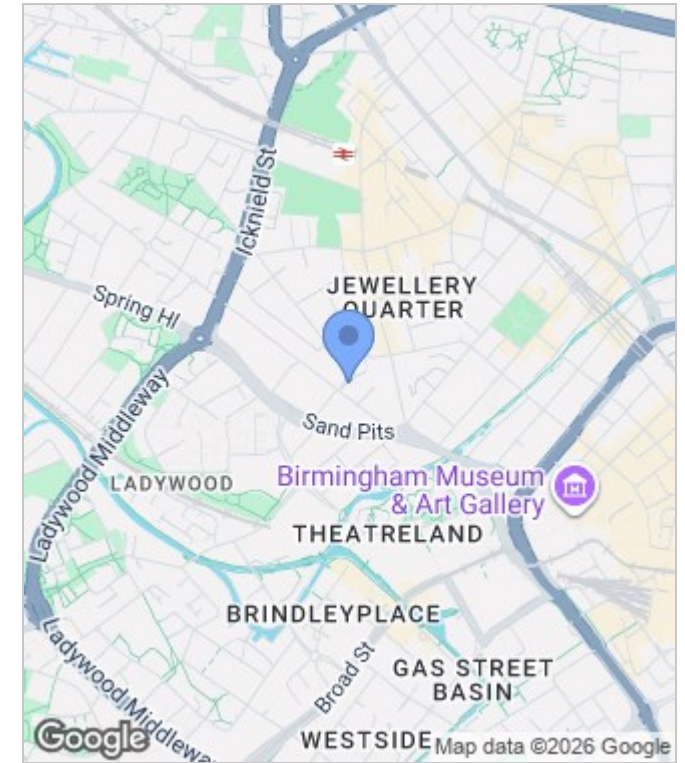 Icknield St
JEWELLERY
QUARTER
Spring Hl
Sand Pits
Ladywood Middleway
LADYWOOD
Birmingham Museum
& Art Gallery
THEATRELAND
BRINDLEYPLACE
Ladywood Middleway
Broad St
GAS STREET
BASIN
WESTSIDE
Google
Map data ©2026 Google